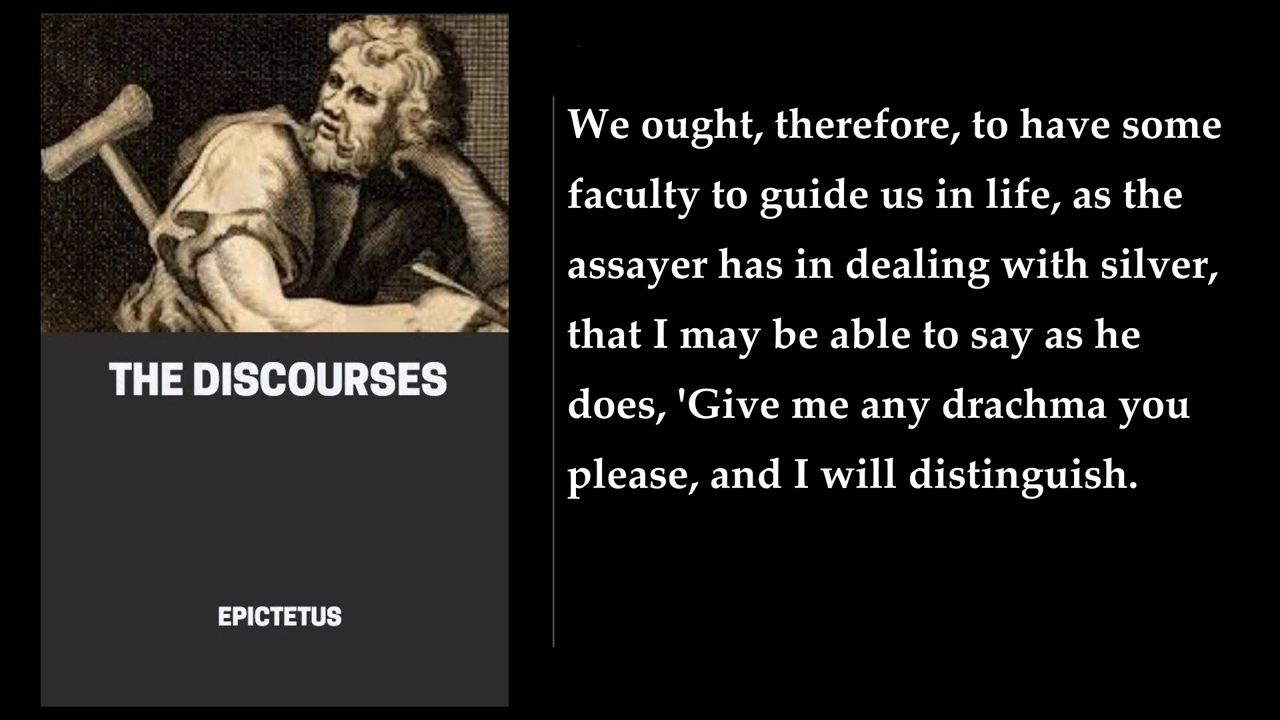 THE DISCOURSES
EPICTETUS
We ought, therefore, to have some
faculty to guide us in life, as the
assayer has in dealing with silver,
that I may be able to say as he
does, 'Give me any drachma you
please, and I will distinguish.